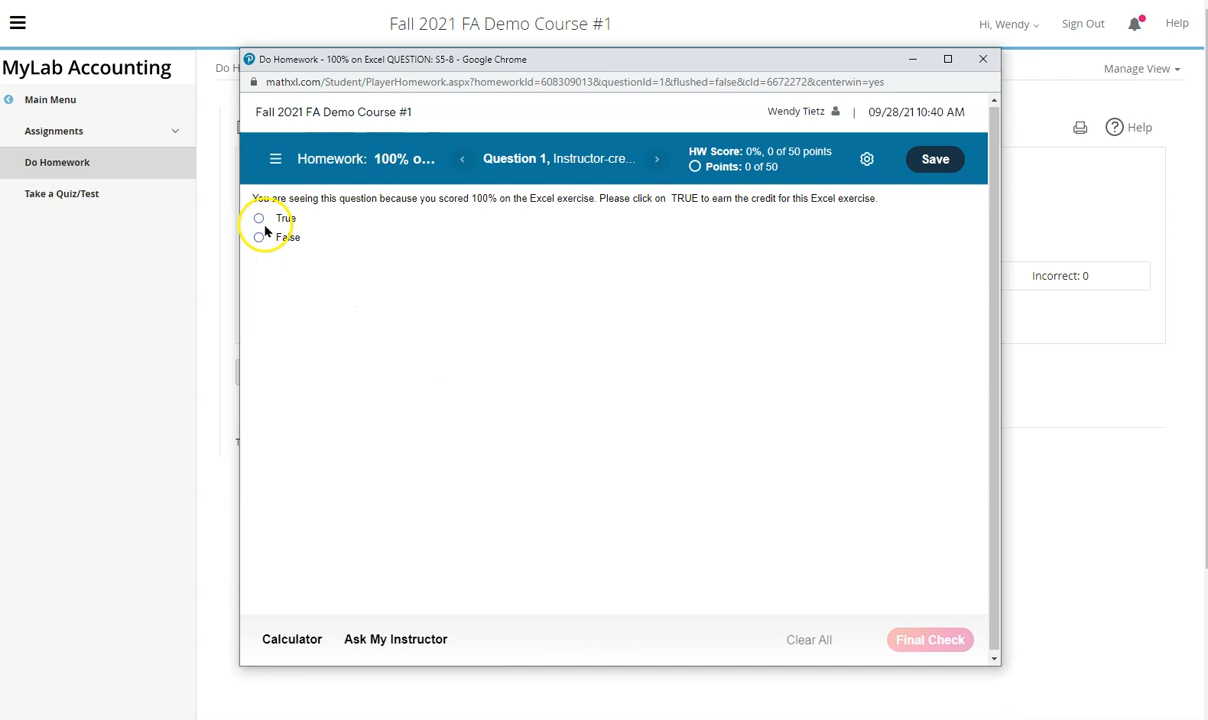 Fall 2021 FA Demo Course #1
Hi, Wendy
Sign Out
Help
MyLab Accounting
Do H
Manage View
Main Menu
Assignments
Do Homework
Take a Quiz/Test
Help
Incorrect: 0
Do Homework - 100% on Excel QUESTION: S5-8 - Google Chrome
mathxl.com/Student/PlayerHomework.aspx?homeworkId=608309013&questionId=1&flushed=false&cId=6672272&centerwin=yes
Fall 2021 FA Demo Course #1
Wendy Tietz | 09/28/21 10:40 AM
Homework: 100% o...
Question 1, Instructor-cre...
HW Score: 0%, 0 of 50 points
Points: 0 of 50
Save
You are seeing this question because you scored 100% on the Excel exercise. Please click on TRUE to earn the credit for this Excel exercise.
True
False
Calculator
Ask My Instructor
Clear All
Final Check